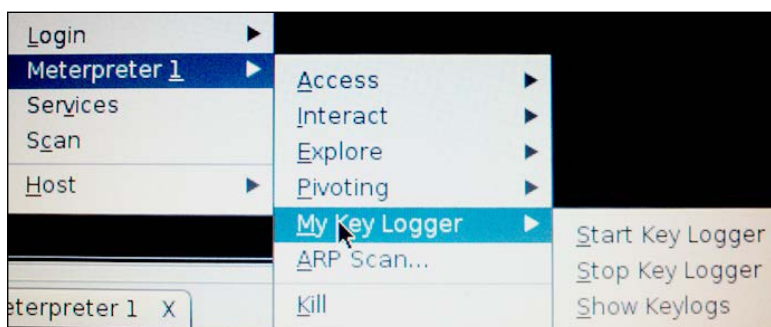 Login
Meterpreter 1
Services
Scan
Host
Access
Interact
Explore
Pivoting
My Key Logger
ARP Scan...
Kill
Start Key Logger
Stop Key Logger
Show Keylogs
eterpreter 1 X